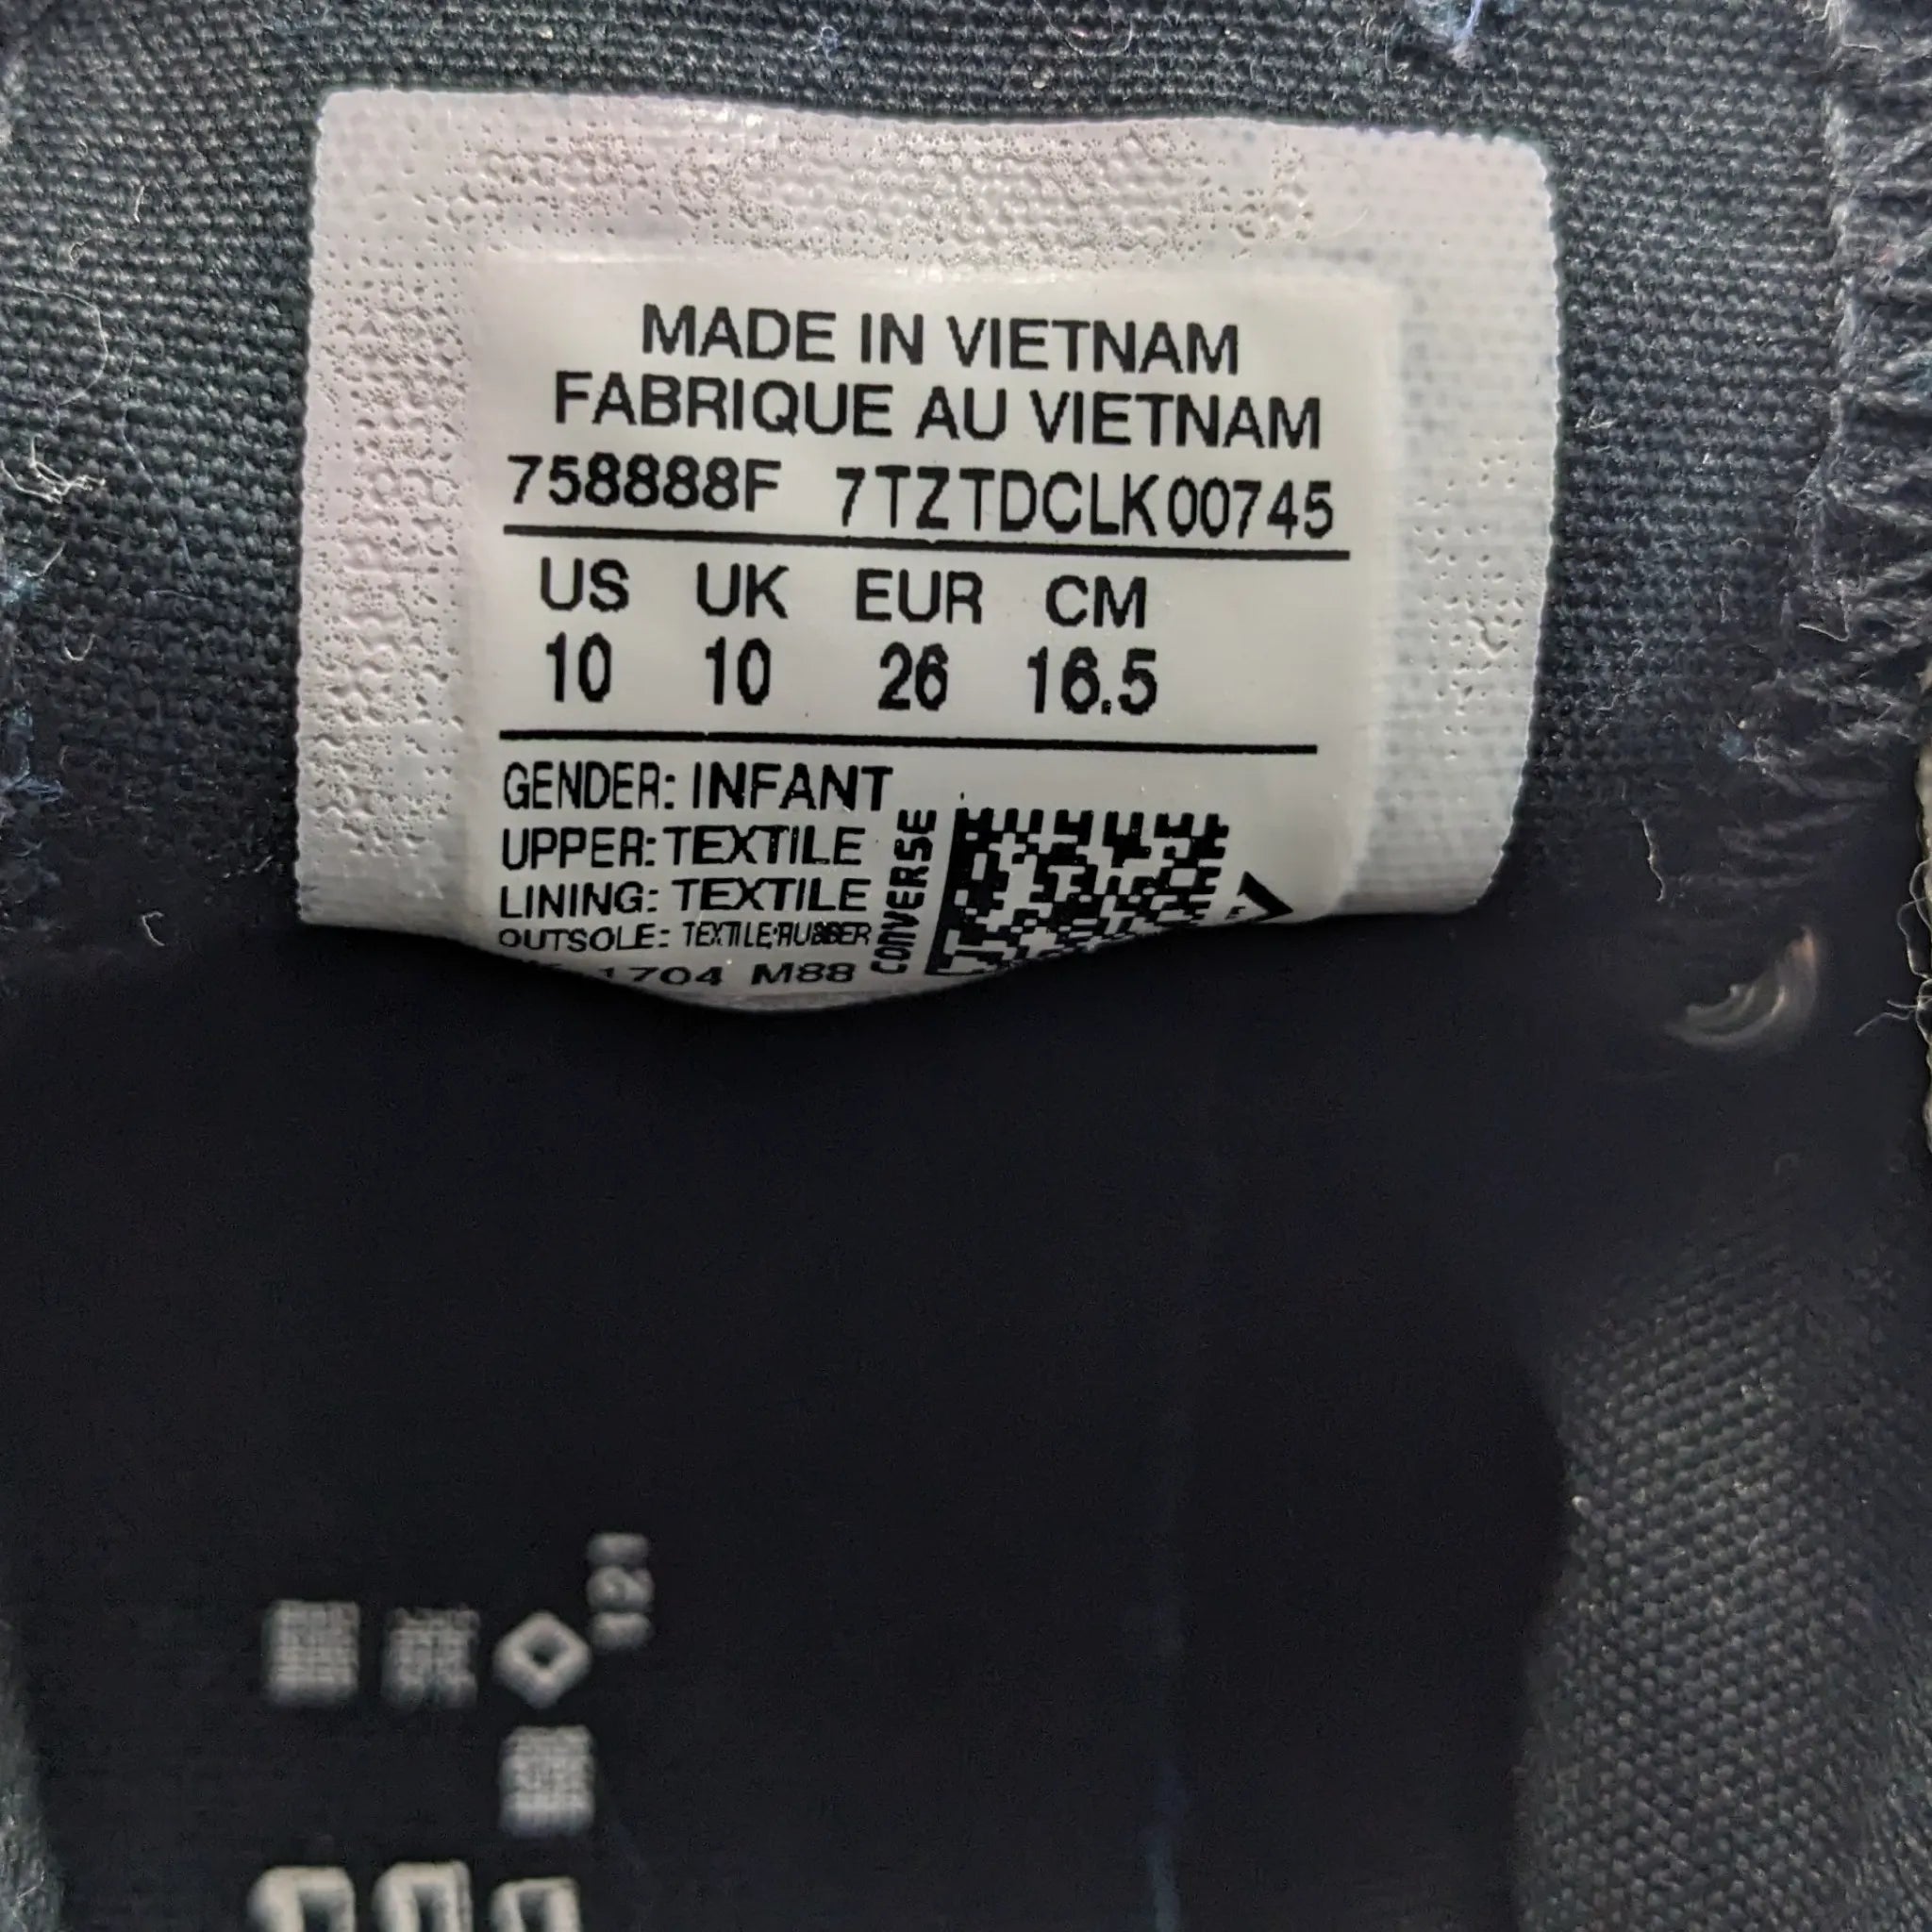 MADE IN VIETNAM
FABRIQUE AU VIETNAM
758888F 7TZTDCLK00745
US UK EUR CM
10 10 26 16.5
GENDER: INFANT
UPPER: TEXTILE
LINING: TEXTILE
OUTSOLE: TEXTILE/RUBBER
1704 M88
CONVERSE